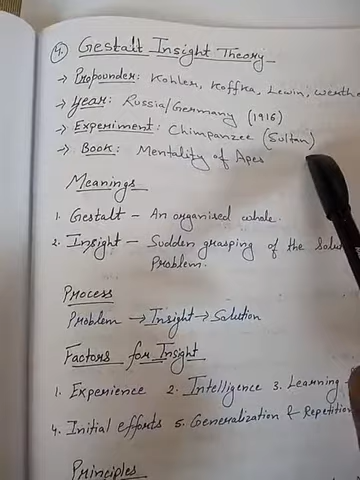 4. Gestalt Insight Theory
→ Propounder: Kohler, Koffka, Lewin,
→ Year: Russia/Germany (1916)
→ Experiment: Chimpanzee (Sultan)
→ Book: Mentality of Apes
Meanings
1. Gestalt - An organised whole.
2. Insight - Sudden grasping of the
Problem.
Process
Problem → Insight → Solution
Factors for Insight
1. Experience 2. Intelligence 3. Learning
4. Initial efforts 5. Generalization & Repetition
Principles